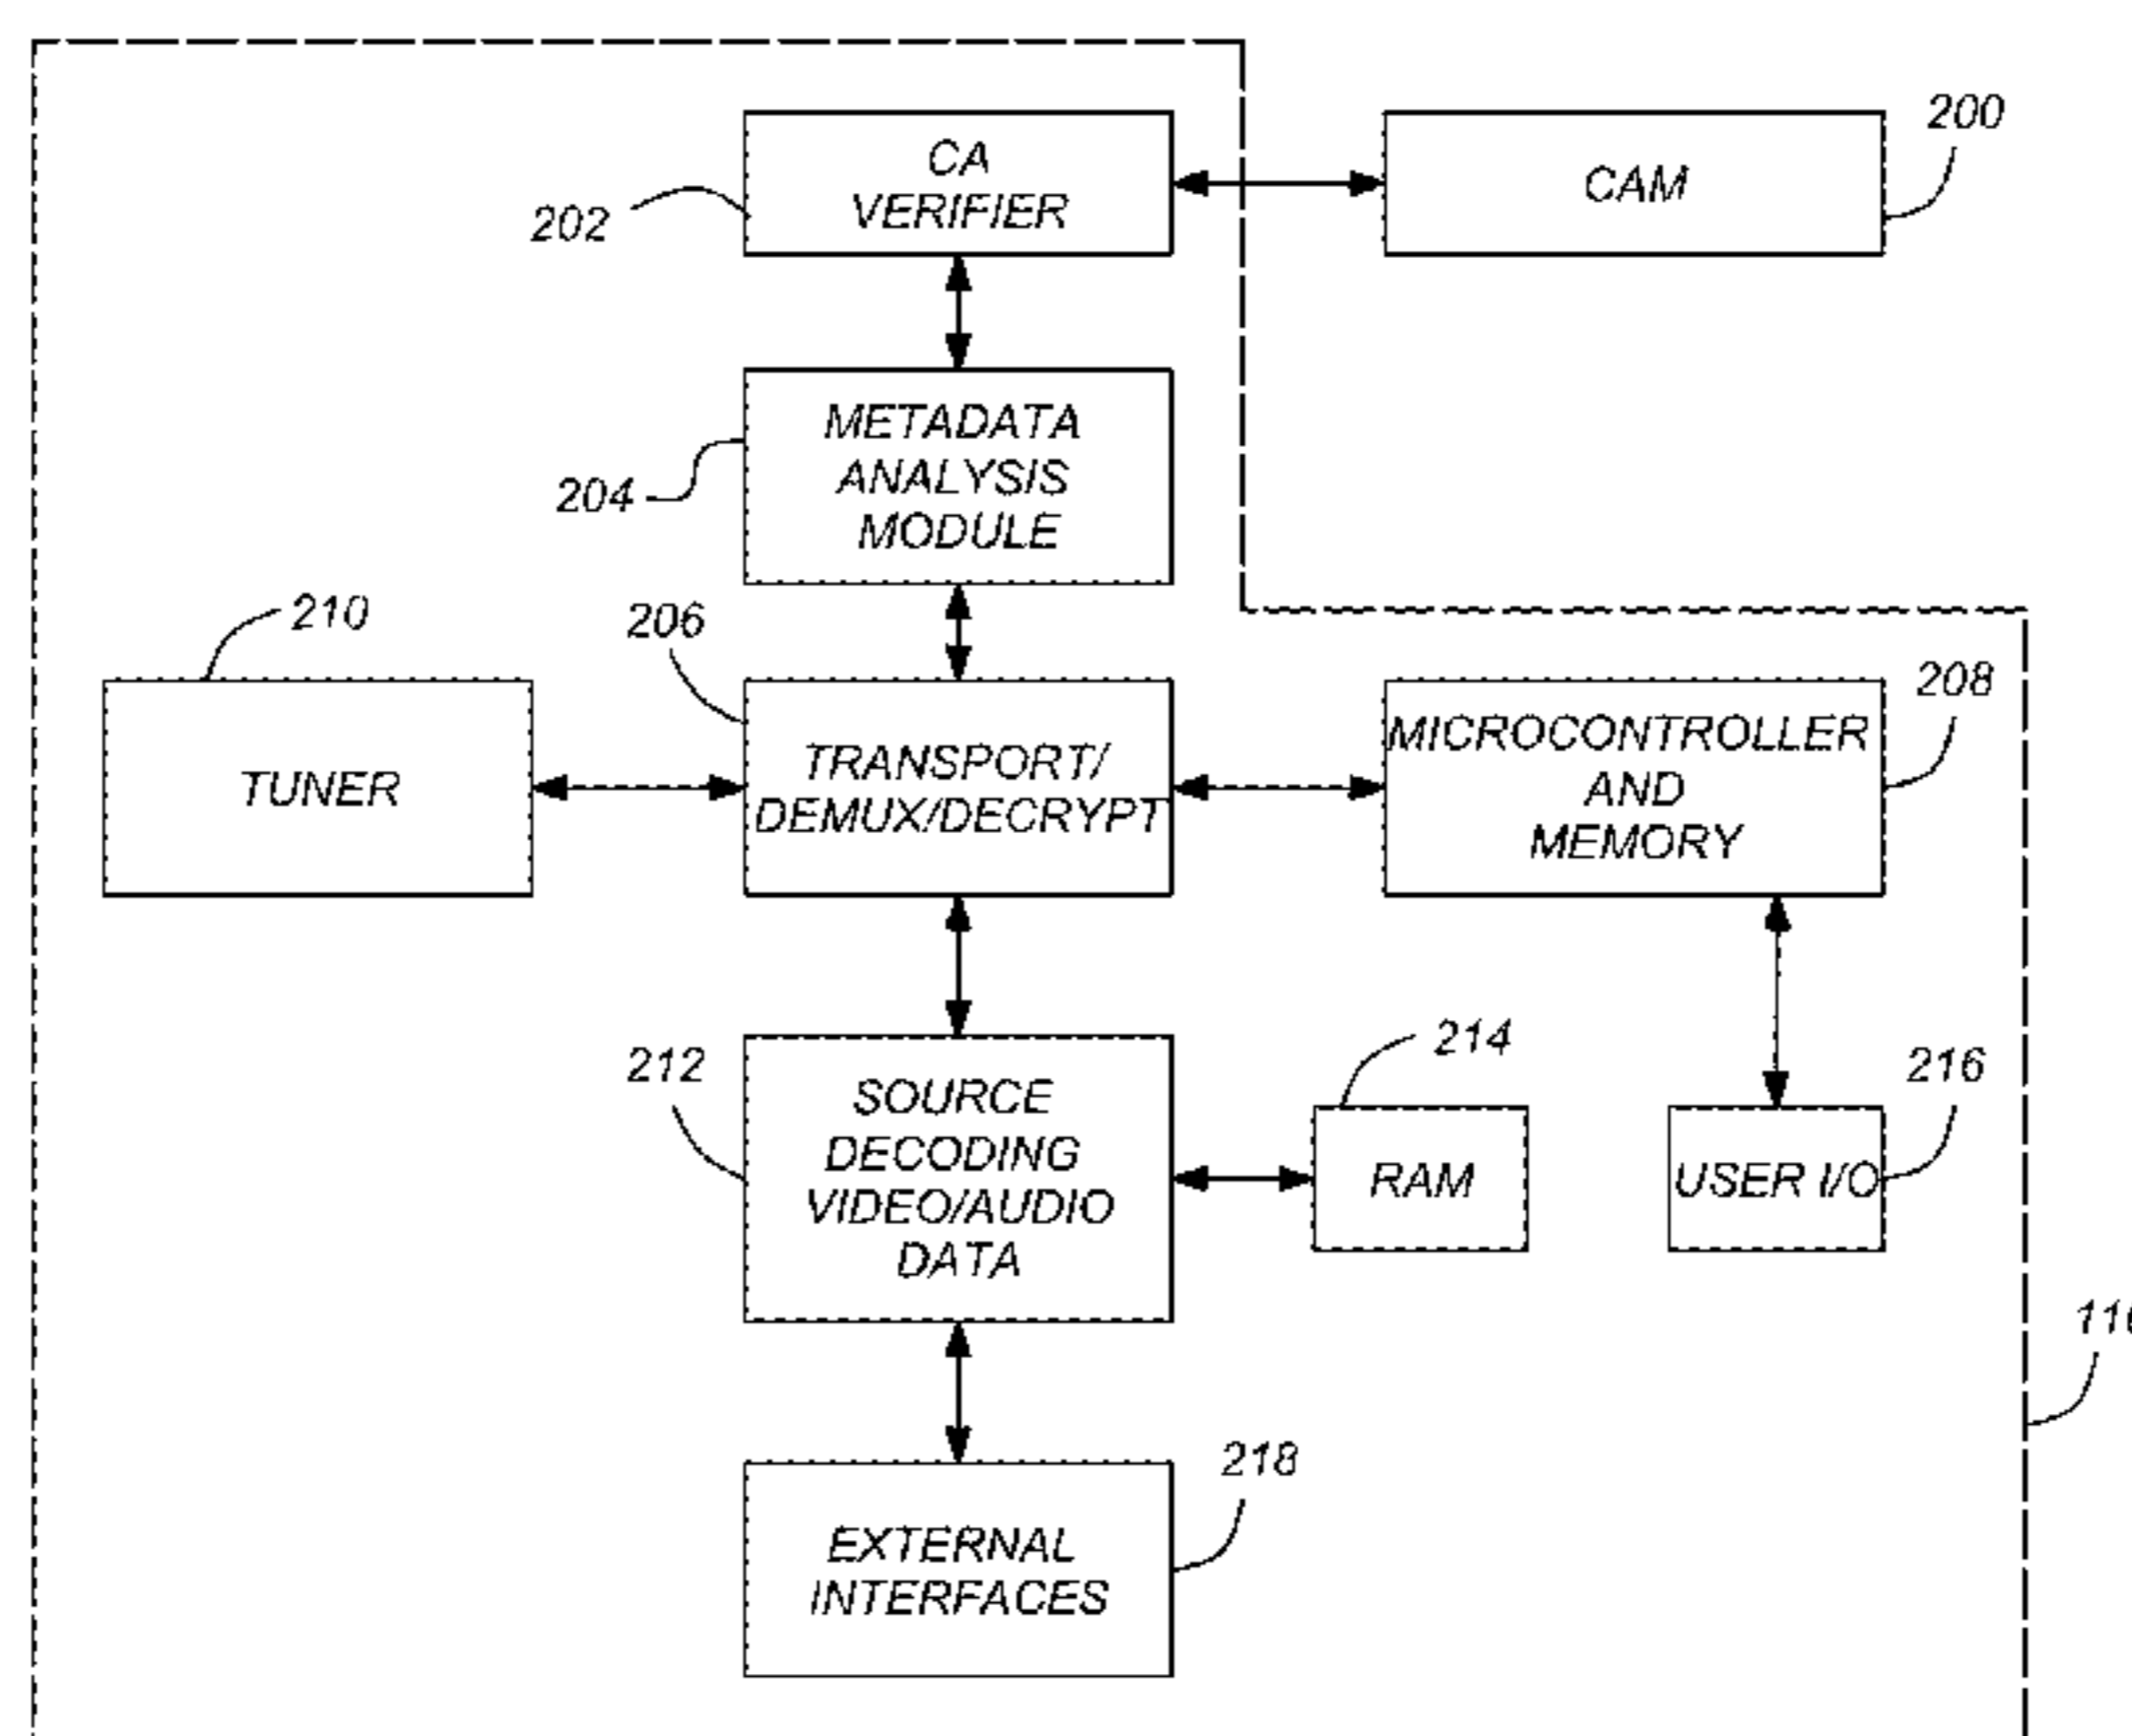 200
CA
VERIFIER
CAM
202
METADATA
ANALYSIS
MODULE
204
210
206
208
TUNER
TRANSPORT/
DEMUX/DECRYPT
MICROCONTROLLER
AND
MEMORY
212
214
216
SOURCE
DECODING
VIDEO/AUDIO
DATA
RAM
USER I/O
218
EXTERNAL
INTERFACES